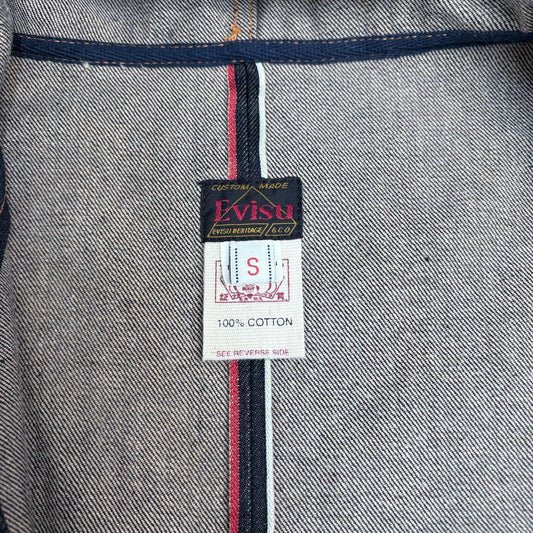 CUSTOM MADE
Evisu
EVISU HERITAGE & CO
S
100% COTTON
SEE REVERSE SIDE